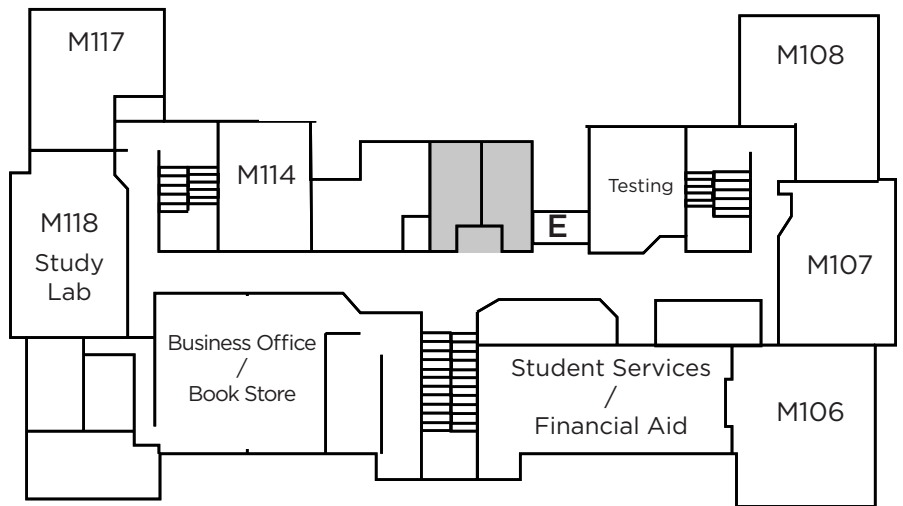 M117
M108
M114
Testing
E
M118
Study
Lab
M107
Business Office
/
Book Store
Student Services
/
Financial Aid
M106